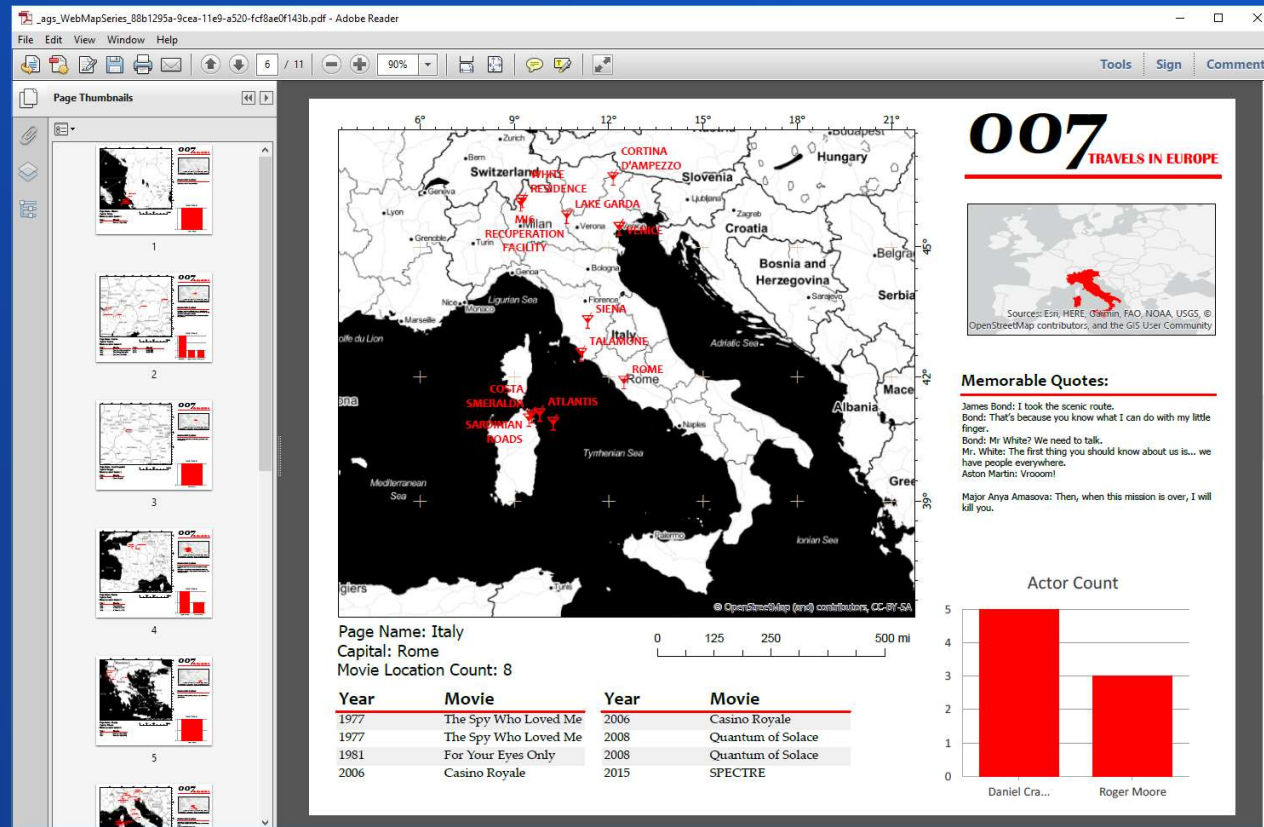 _ags_WebMapSeries_88b1295a-9cea-11e9-a520-fcf8ae0f143b.pdf - Adobe Reader
File Edit View Window Help
6 / 11 90% Tools Sign Comment
Page Thumbnails
1
2
3
4
5
6° 9° 12° 15° 18° 21°
45°
42°
39°
Zurich
Budapest
Bern
Switzerland
WHITE
RESIDENCE
CORTINA
D'AMPEZZO
Hungary
Slovenia
Geneva
LAKE GARDA
Ljubljana
Lyon
MI6
RECUPERATION
FACILITY
Milan
Verona
VENICE
Zagreb
Croatia
Grenoble
Turin
Belgra
Genoa
Bologna
Bosnia and
Herzegovina
Nice
Monaco
Ligurian Sea
Florence
Sarajevo
Serbia
Marseille
SIENA
olfe du Lion
Italy
TALAMONE
Adriatic Sea
ROME
Rome
Mace
COSTA
SMERALDA
ATLANTIS
ona
Albania
SARDINIAN
ROADS
Naples
Tyrrhenian Sea
Mediterranean
Sea
Gree
Palermo
Ionian Sea
giers
Tunis
© OpenStreetMap (and) contributors, CC-BY-SA
007
TRAVELS IN EUROPE
Sources: Esri, HERE, Garmin, FAO, NOAA, USGS, ©
OpenStreetMap contributors, and the GIS User Community
Memorable Quotes:
James Bond: I took the scenic route.
Bond: That's because you know what I can do with my little
finger.
Bond: Mr White? We need to talk.
Mr. White: The first thing you should know about us is... we
have people everywhere.
Aston Martin: Vrooom!
Major Anya Amasova: Then, when this mission is over, I will
kill you.
Page Name: Italy
Capital: Rome
Movie Location Count: 8
0 125 250 500 mi
Year Movie Year Movie
1977 The Spy Who Loved Me 2006 Casino Royale
1977 The Spy Who Loved Me 2008 Quantum of Solace
1981 For Your Eyes Only 2008 Quantum of Solace
2006 Casino Royale 2015 SPECTRE
Actor Count
5
4
3
2
1
0
Daniel Cra... Roger Moore